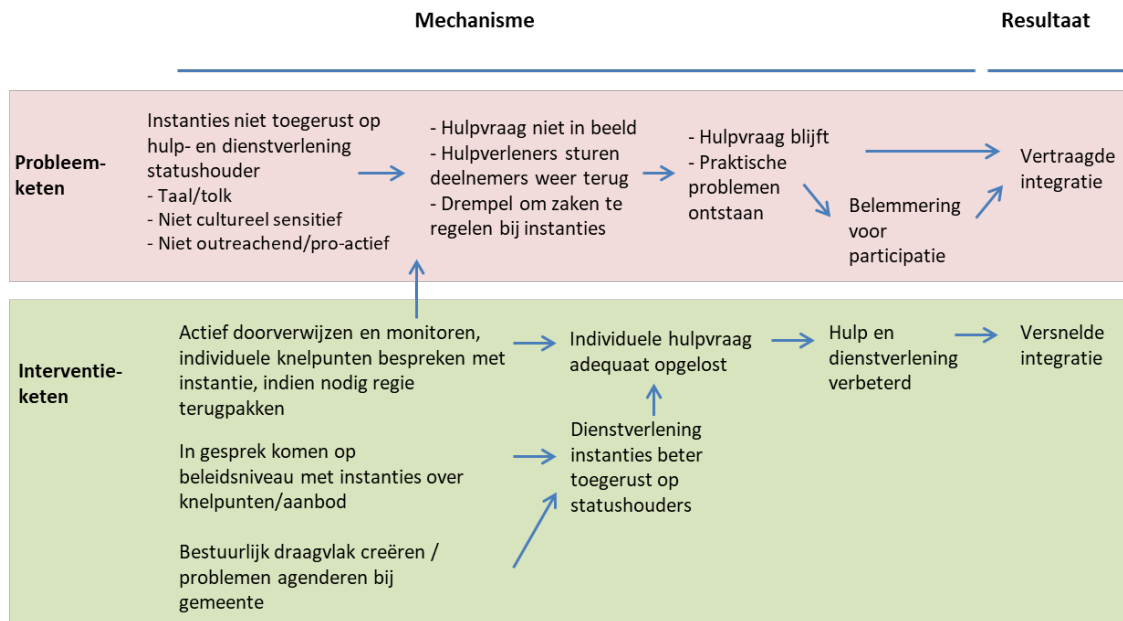 Mechanisme
Resultaat
Probleem-
keten
Instanties niet toegerust op
hulp- en dienstverlening
statushouder
- Taal/tolk
- Niet cultureel sensitief
- Niet outreachend/pro-actief
- Hulpvraag niet in beeld
- Hulpverleners sturen
deelnemers weer terug
- Drempel om zaken te
regelen bij instanties
- Hulpvraag blijft
- Praktische
problemen
ontstaan
Belemmering
voor
participatie
Vertraagde
integratie
Interventie-
keten
Actief doorverwijzen en monitoren,
individuele knelpunten bespreken met
instantie, indien nodig regie
terugpakken
In gesprek komen op
beleidsniveau met instanties over
knelpunten/aanbod
Bestuurlijk draagvlak creëren /
problemen agenderen bij
gemeente
Individuele hulpvraag
adequaat opgelost
Dienstverlening
instanties beter
toegerust op
statushouders
Hulp en
dienstverlening
verbeterd
Versnelde
integratie